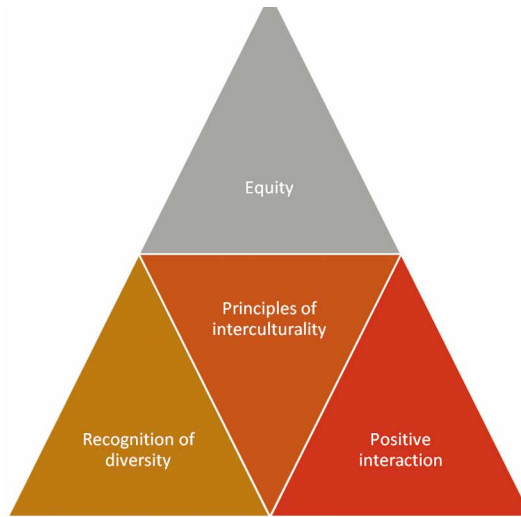 Equity
Principles of
interculturality
Recognition of
diversity
Positive
interaction